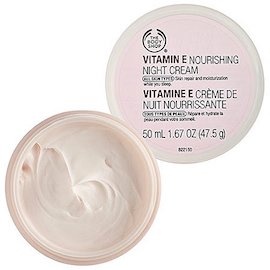 THE
BODY
SHOP
VITAMIN E NOURISHING
NIGHT CREAM
ALL SKIN TYPES Skin repair and moisturization
while you sleep.
VITAMINE E CRÈME DE
NUIT NOURRISSANTE
TOUS TYPES DE PEAUX Répare et hydrate la
peau pendant votre sommeil.
50 mL 1.67 OZ (47.5 g)